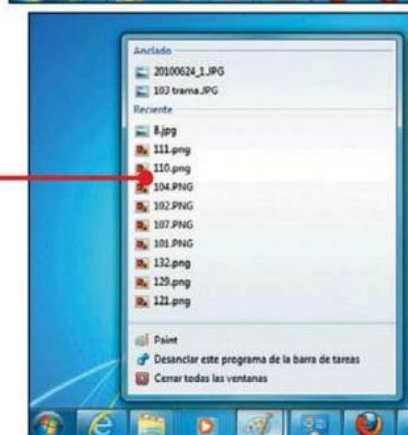 Anclado
20100624_1.JPG
103 trama.JPG
Reciente
8.jpg
111.png
110.png
104.PNG
102.PNG
107.PNG
101.PNG
132.png
129.png
121.png
Paint
Desanclar este programa de la barra de tareas
Cerrar todas las ventanas